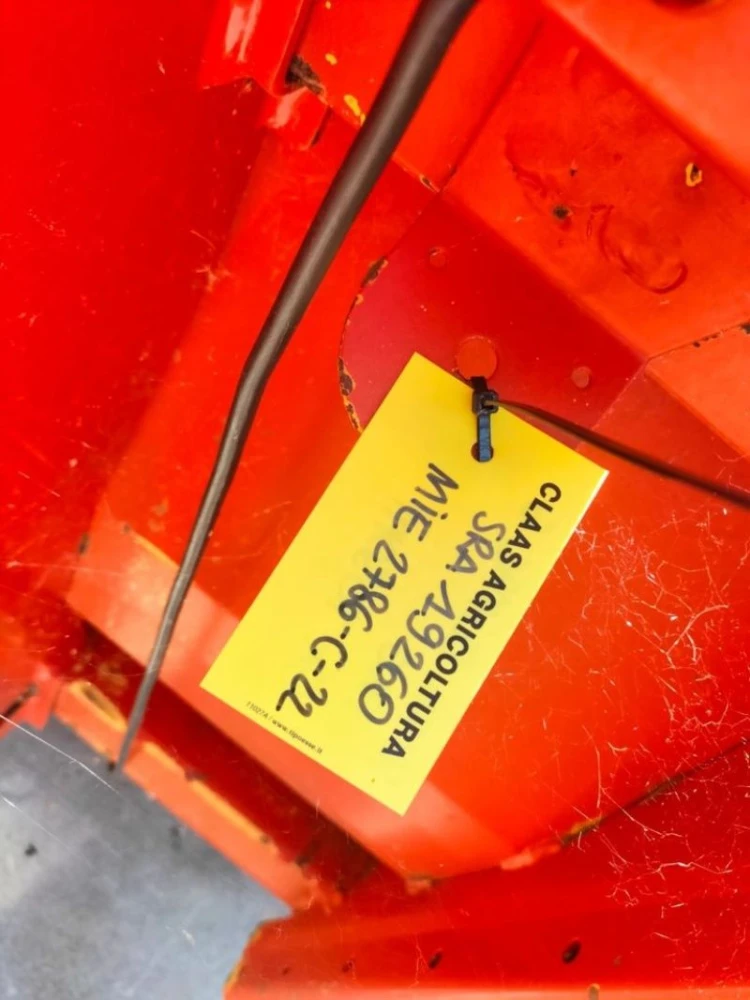 CLAAS AGRICOLTURA
SRA 19260
MIE 2786-C-22